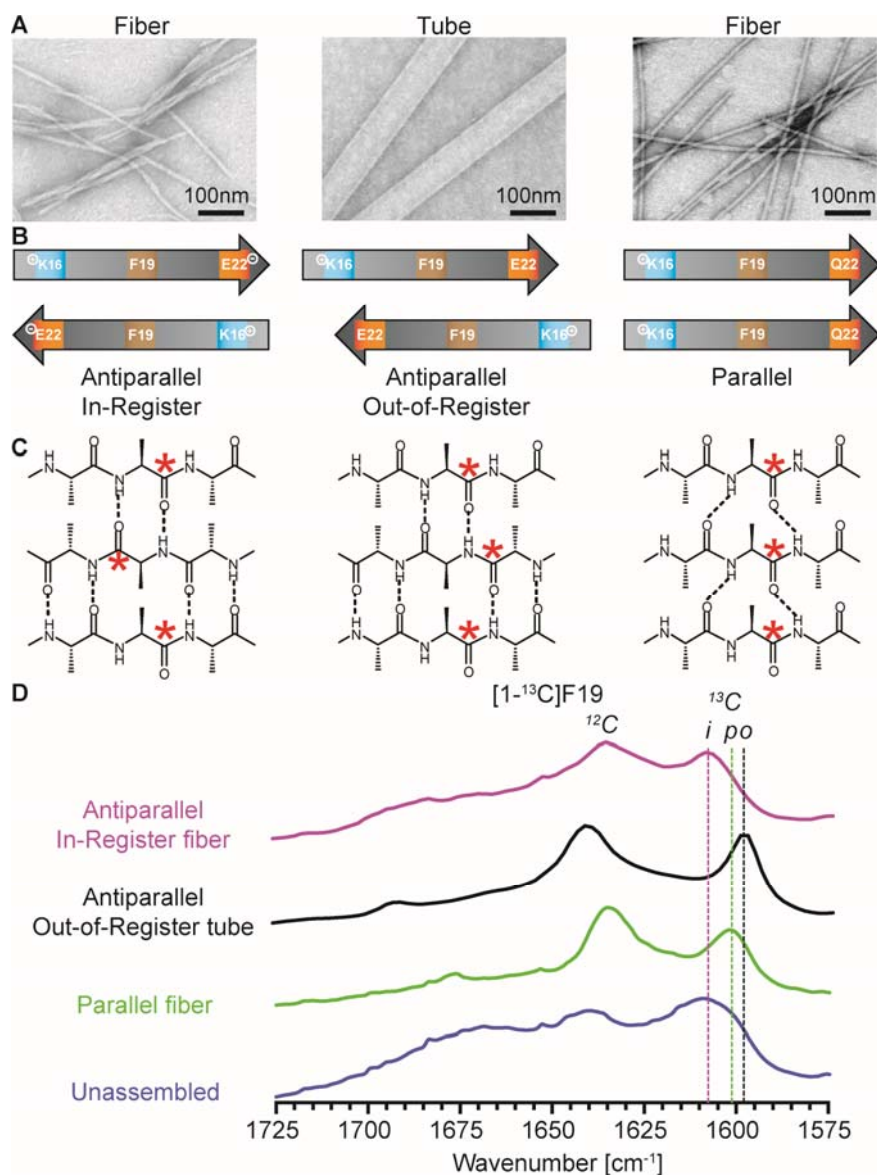 A Fiber Tube Fiber
100nm 100nm 100nm
B
⊕ K16 F19 E22 ⊖ ⊕ K16 F19 E22 ⊕ K16 F19 Q22
⊖ E22 F19 K16 ⊕ E22 F19 K16 ⊕ ⊕ K16 F19 Q22
Antiparallel Antiparallel Parallel
In-Register Out-of-Register
C
O * O O * O O * O
N H N H O N H N H O N H N H O
O H N O H N O H N
N H * O N H N H O * N H N H O * N H
O O O O O O
O * O O * O O * O
N H N H O N H N H O N H N H O
D [1-¹³C]F19
¹²C ¹³C
i p o
Antiparallel
In-Register fiber
Antiparallel
Out-of-Register tube
Parallel fiber
Unassembled
1725 1700 1675 1650 1625 1600 1575
Wavenumber [cm⁻¹]